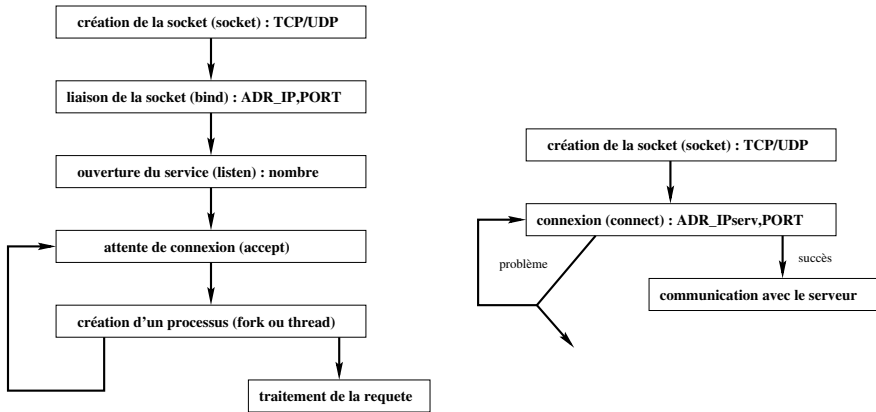 création de la socket (socket) : TCP/UDP
liaison de la socket (bind) : ADR_IP,PORT
ouverture du service (listen) : nombre
attente de connexion (accept)
création d'un processus (fork ou thread)
traitement de la requete
création de la socket (socket) : TCP/UDP
connexion (connect) : ADR_IPserv,PORT
problème
succès
communication avec le serveur